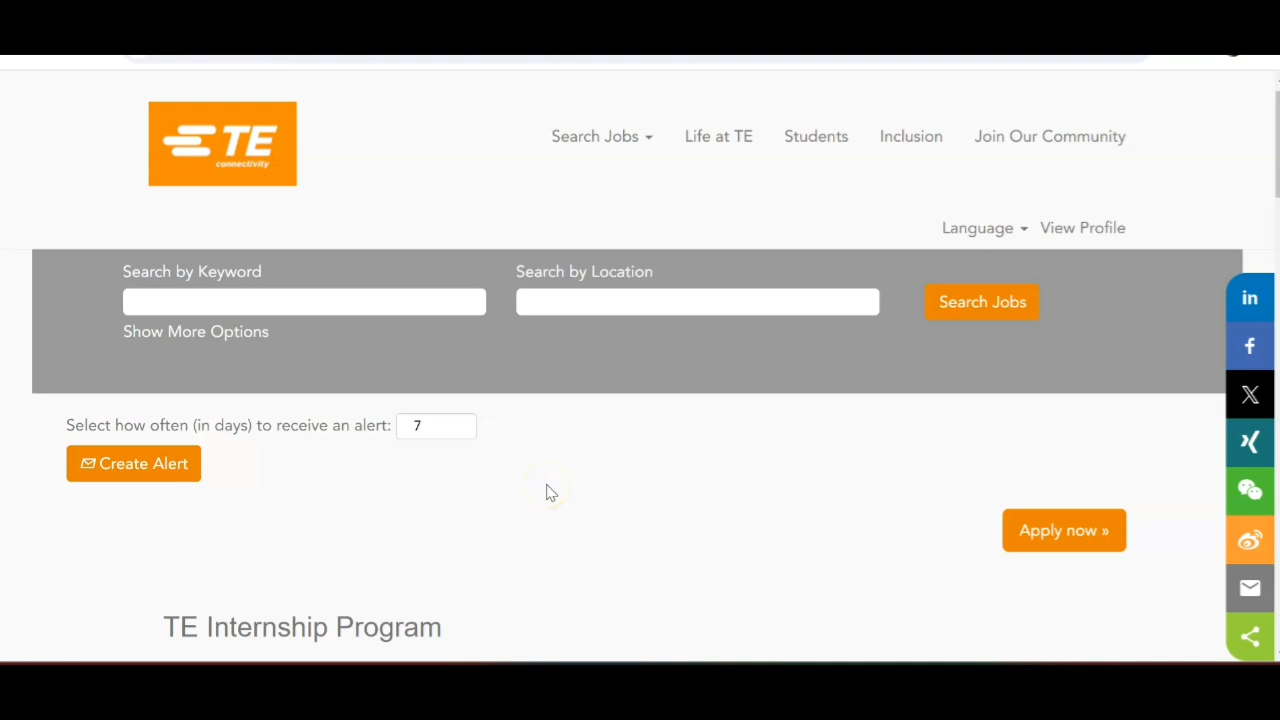 TE
connectivity
Search Jobs
Life at TE
Students
Inclusion
Join Our Community
Language
View Profile
Search by Keyword
Search by Location
Search Jobs
Show More Options
Select how often (in days) to receive an alert: 7
Create Alert
Apply now »
TE Internship Program